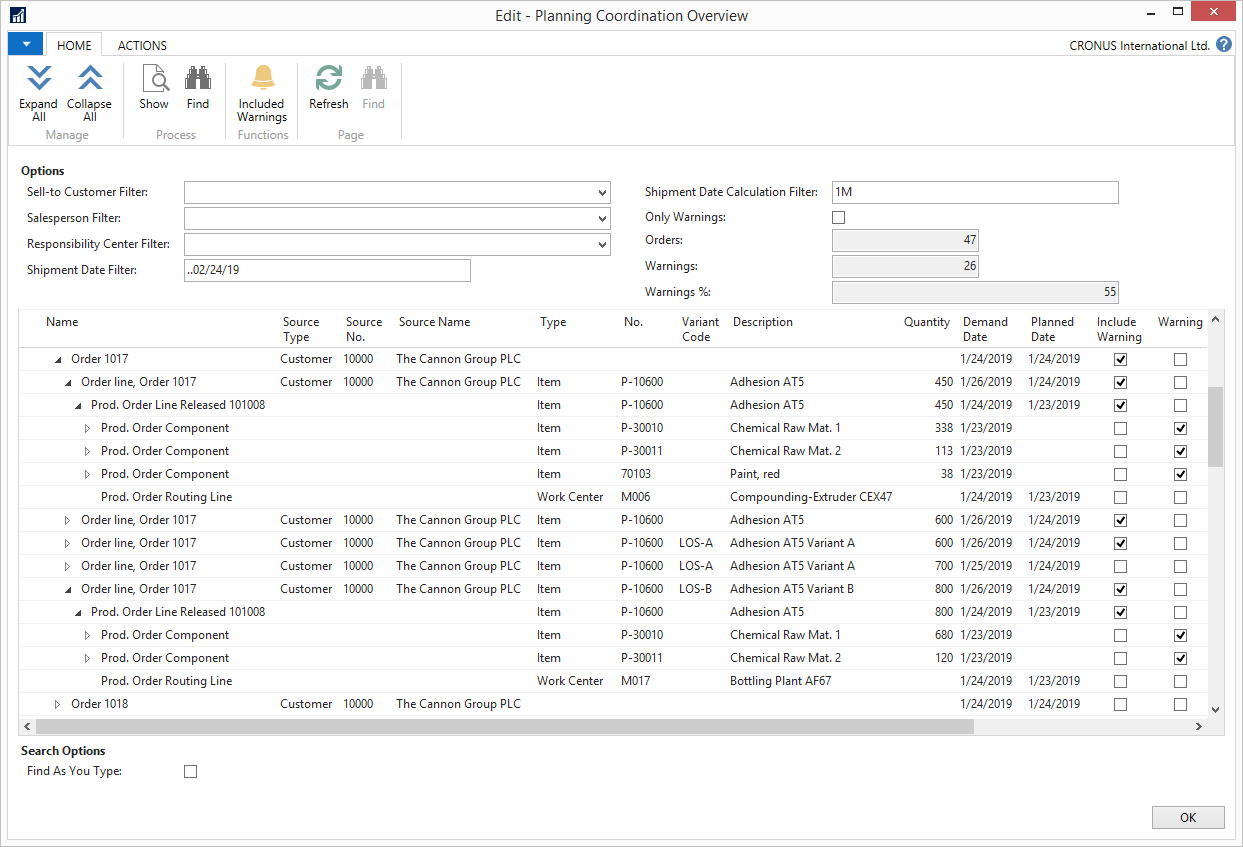 Edit - Planning Coordination Overview
HOME ACTIONS CRONUS International Ltd. ?
Expand All Collapse All Show Find Included Warnings Refresh Find
Manage Process Functions Page
Options
Sell-to Customer Filter: Shipment Date Calculation Filter: 1M
Salesperson Filter: Only Warnings:
Responsibility Center Filter: Orders: 47
Shipment Date Filter: ..02/24/19 Warnings: 26
Warnings %: 55
Name Source Type Source No. Source Name Type No. Variant Code Description Quantity Demand Date Planned Date Include Warning Warning
Order 1017 Customer 10000 The Cannon Group PLC 1/24/2019 1/24/2019
Order line, Order 1017 Customer 10000 The Cannon Group PLC Item P-10600 Adhesion AT5 450 1/26/2019 1/24/2019
Prod. Order Line Released 101008 Item P-10600 Adhesion AT5 450 1/24/2019 1/23/2019
Prod. Order Component Item P-30010 Chemical Raw Mat. 1 338 1/23/2019
Prod. Order Component Item P-30011 Chemical Raw Mat. 2 113 1/23/2019
Prod. Order Component Item 70103 Paint, red 38 1/23/2019
Prod. Order Routing Line Work Center M006 Compounding-Extruder CEX47 1/24/2019 1/23/2019
Order line, Order 1017 Customer 10000 The Cannon Group PLC Item P-10600 Adhesion AT5 600 1/26/2019 1/24/2019
Order line, Order 1017 Customer 10000 The Cannon Group PLC Item P-10600 LOS-A Adhesion AT5 Variant A 600 1/26/2019 1/24/2019
Order line, Order 1017 Customer 10000 The Cannon Group PLC Item P-10600 LOS-A Adhesion AT5 Variant A 700 1/25/2019 1/24/2019
Order line, Order 1017 Customer 10000 The Cannon Group PLC Item P-10600 LOS-B Adhesion AT5 Variant B 800 1/26/2019 1/24/2019
Prod. Order Line Released 101008 Item P-10600 Adhesion AT5 800 1/24/2019 1/23/2019
Prod. Order Component Item P-30010 Chemical Raw Mat. 1 680 1/23/2019
Prod. Order Component Item P-30011 Chemical Raw Mat. 2 120 1/23/2019
Prod. Order Routing Line Work Center M017 Bottling Plant AF67 1/24/2019 1/23/2019
Order 1018 Customer 10000 The Cannon Group PLC 1/24/2019 1/24/2019
Search Options
Find As You Type:
OK